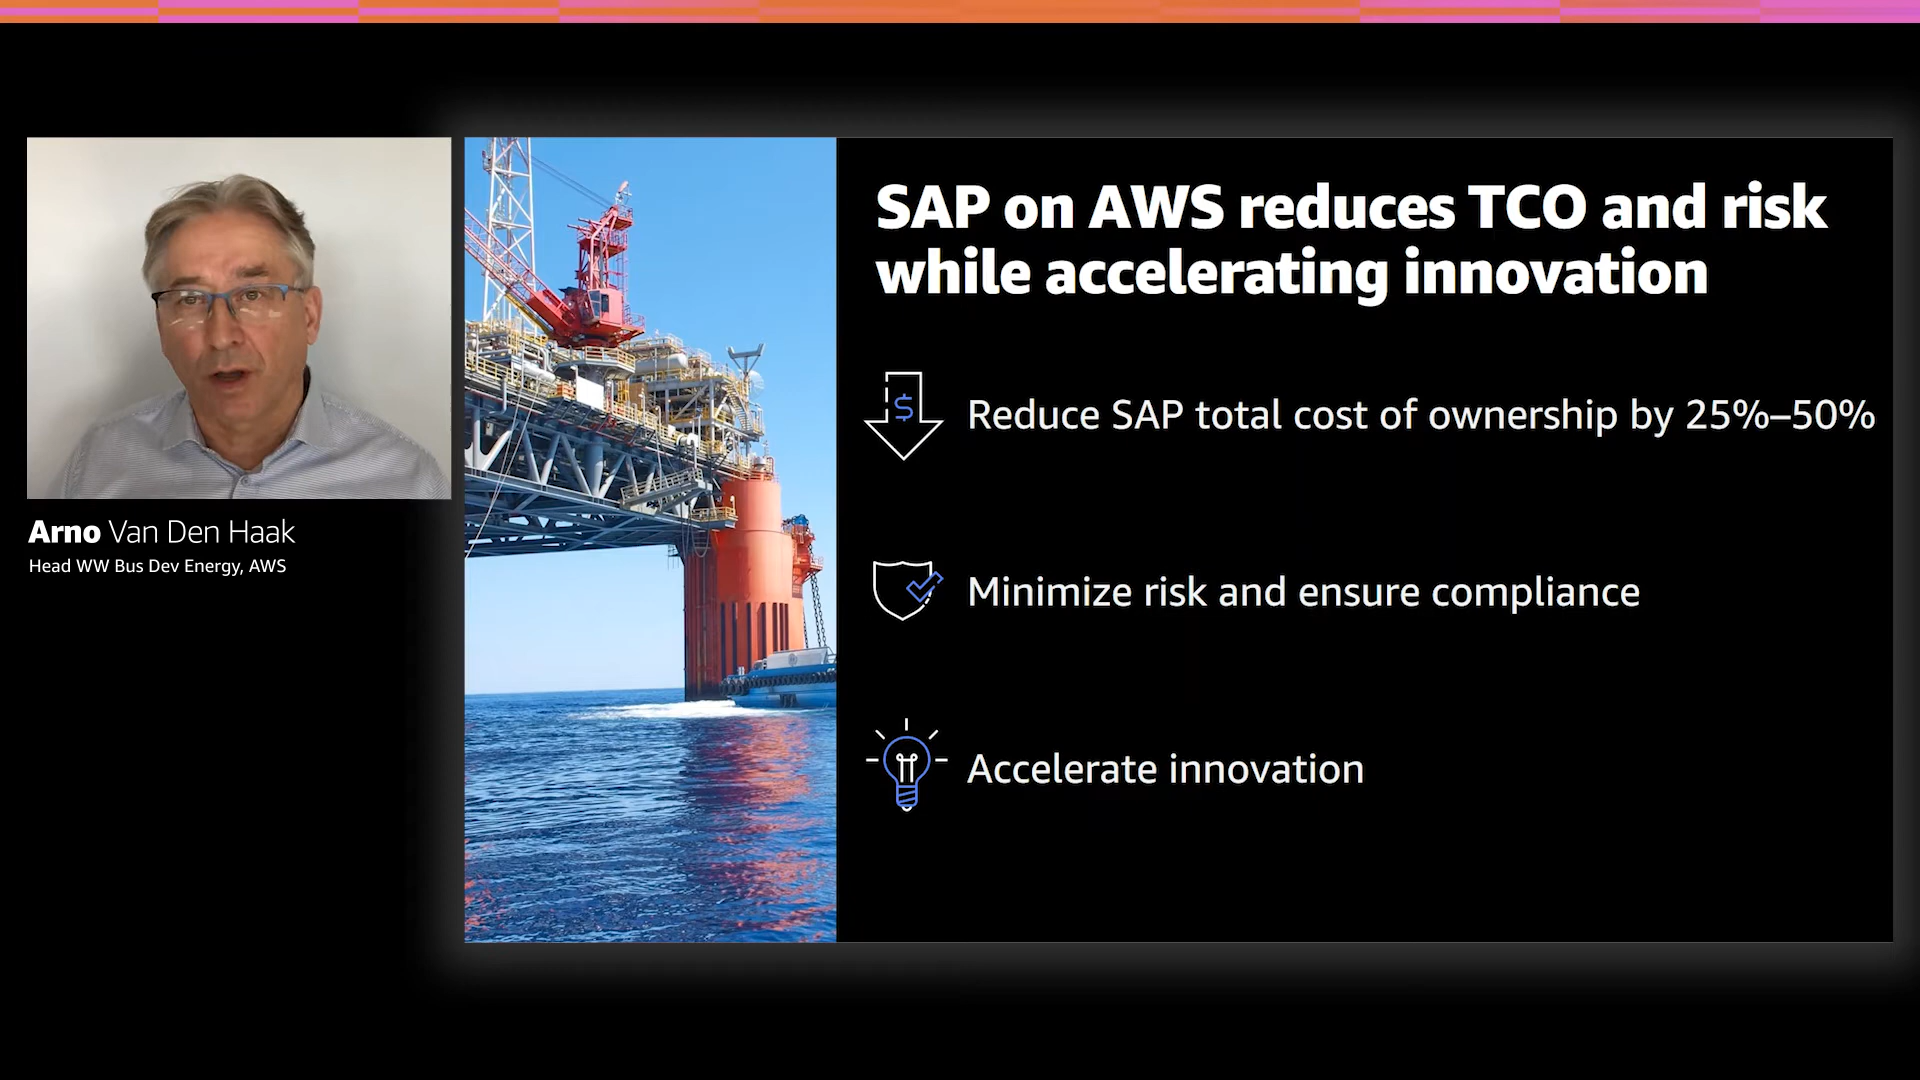 Arno Van Den Haak
Head WW Bus Dev Energy, AWS
SAP on AWS reduces TCO and risk
while accelerating innovation
$
Reduce SAP total cost of ownership by 25%–50%
Minimize risk and ensure compliance
Accelerate innovation